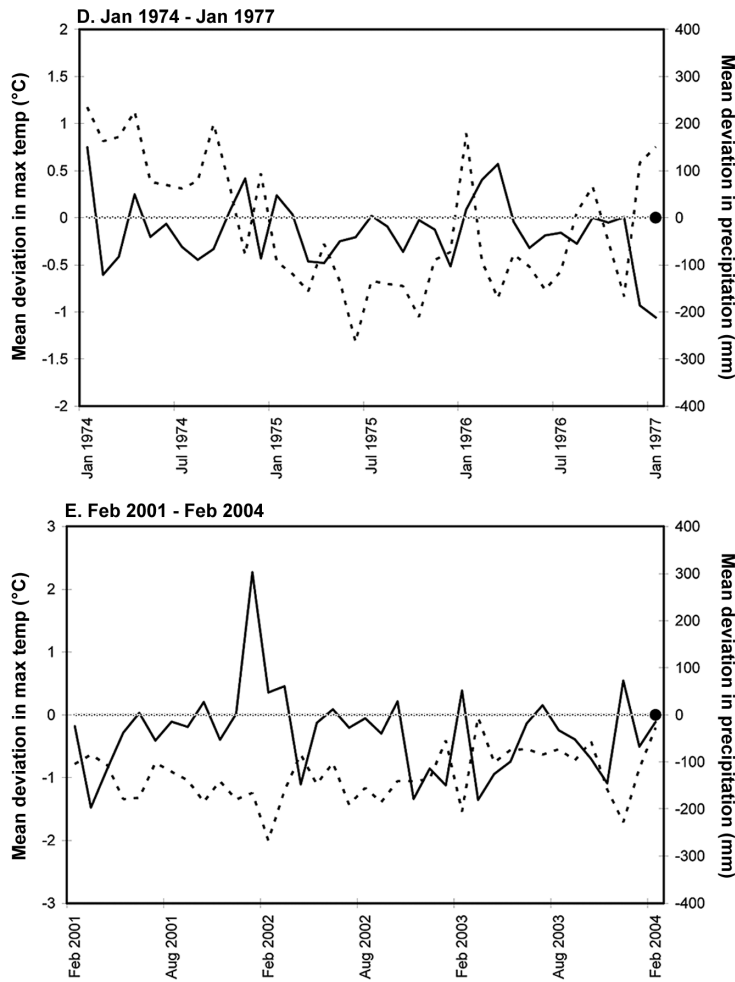 D. Jan 1974 - Jan 1977
2
1.5
1
0.5
0
-0.5
-1
-1.5
-2
Mean deviation in max temp (°C)
400
300
200
100
0
-100
-200
-300
-400
Mean deviation in precipitation (mm)
Jan 1974
Jul 1974
Jan 1975
Jul 1975
Jan 1976
Jul 1976
Jan 1977
E. Feb 2001 - Feb 2004
3
2
1
0
-1
-2
-3
Mean deviation in max temp (°C)
400
300
200
100
0
-100
-200
-300
-400
Mean deviation in precipitation (mm)
Feb 2001
Aug 2001
Feb 2002
Aug 2002
Feb 2003
Aug 2003
Feb 2004